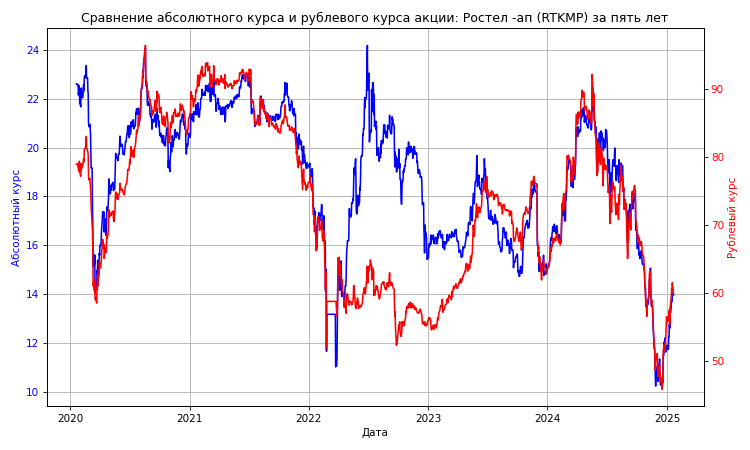 Сравнение абсолютного курса и рублевого курса акции: Ростел -ап (RTKMP) за пять лет
24
22
20
18
16
14
12
10
Абсолютный курс
90
80
70
60
50
Рублевый курс
2020 2021 2022 2023 2024 2025
Дата